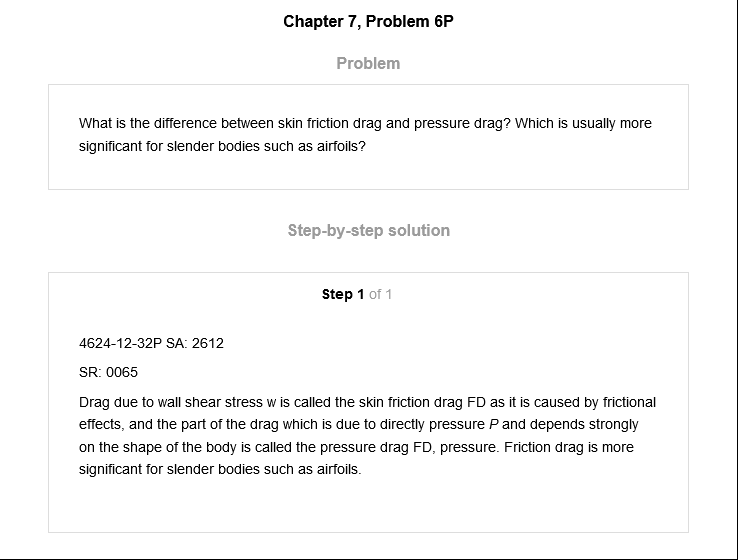 Chapter 7, Problem 6P
Problem
What is the difference between skin friction drag and pressure drag? Which is usually more
significant for slender bodies such as airfoils?
Step-by-step solution
Step 1 of 1
4624-12-32P SA: 2612
SR: 0065
Drag due to wall shear stress w is called the skin friction drag FD as it is caused by frictional
effects, and the part of the drag which is due to directly pressure P and depends strongly
on the shape of the body is called the pressure drag FD, pressure. Friction drag is more
significant for slender bodies such as airfoils.